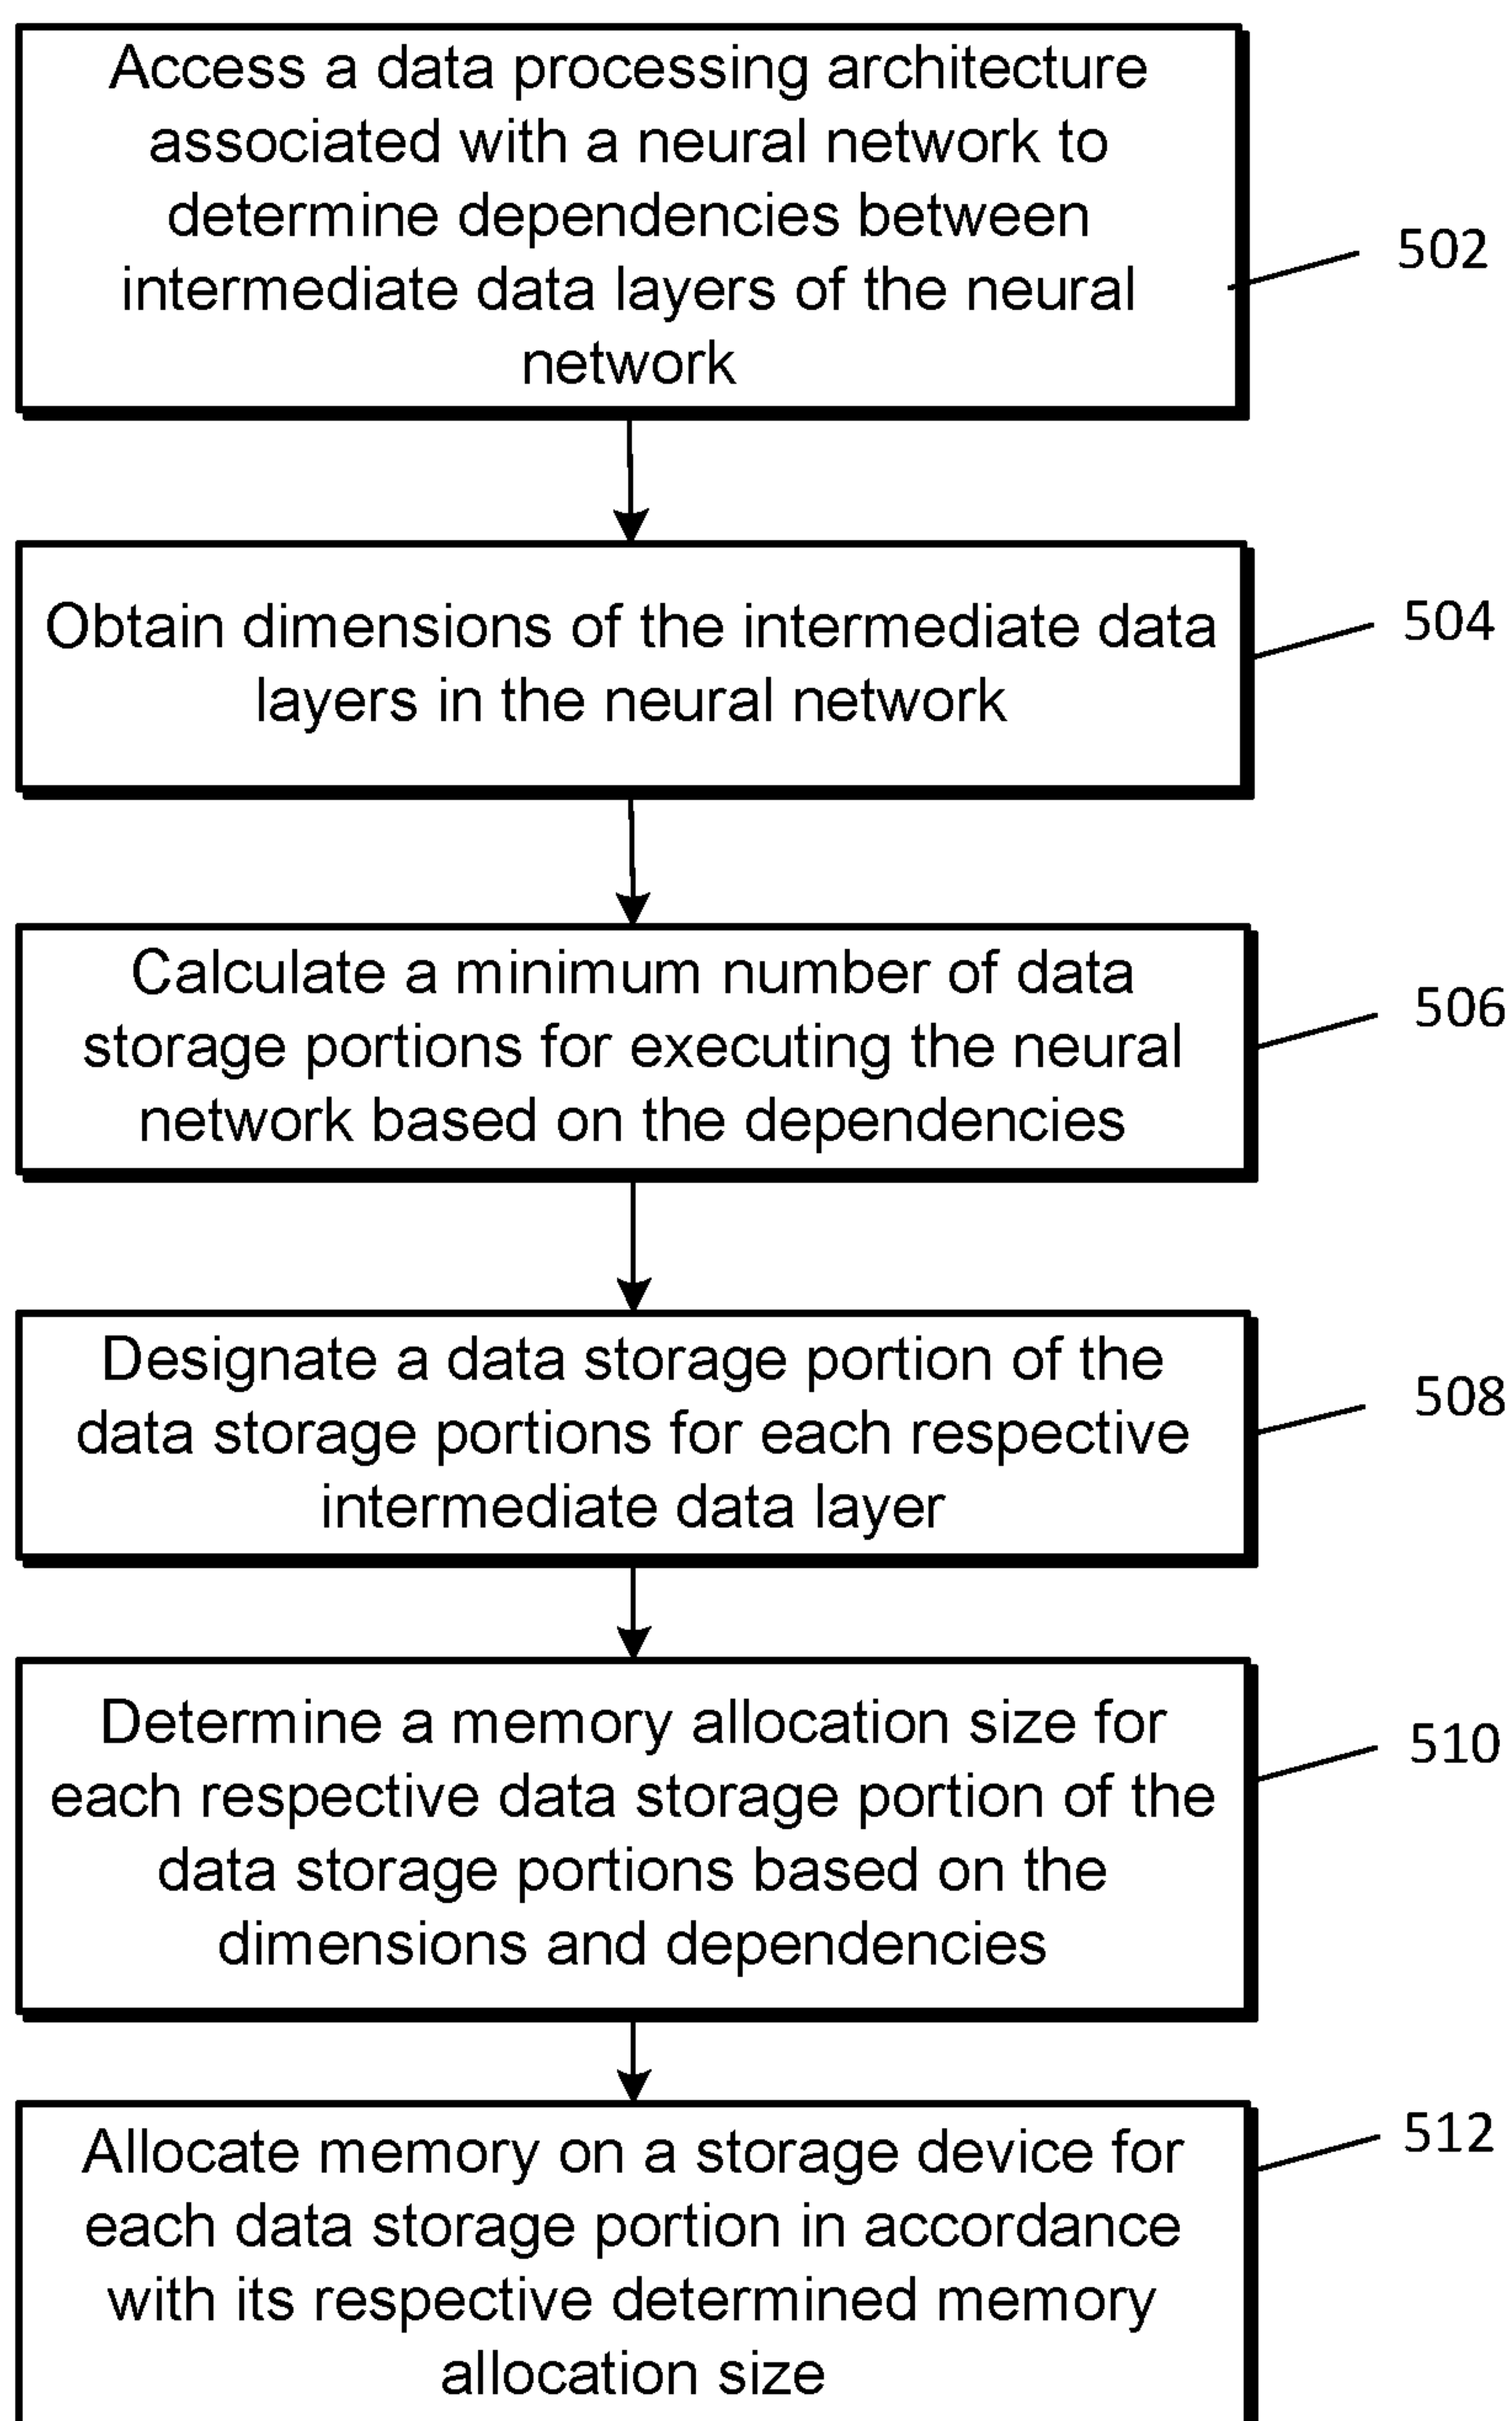 Access a data processing architecture
associated with a neural network to
determine dependencies between
intermediate data layers of the neural
network
502
Obtain dimensions of the intermediate data
layers in the neural network
504
Calculate a minimum number of data
storage portions for executing the neural
network based on the dependencies
506
Designate a data storage portion of the
data storage portions for each respective
intermediate data layer
508
Determine a memory allocation size for
each respective data storage portion of the
data storage portions based on the
dimensions and dependencies
510
Allocate memory on a storage device for
each data storage portion in accordance
with its respective determined memory
allocation size
512